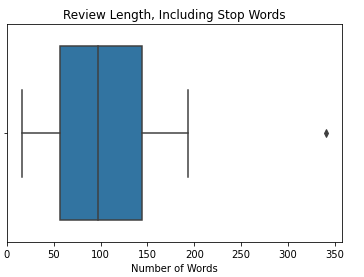 Review Length, Including Stop Words
0 50 100 150 200 250 300 350
Number of Words